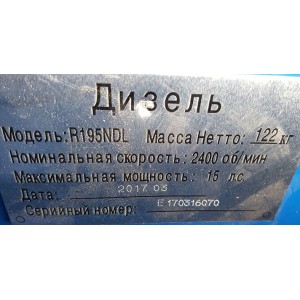 Дизель
Модель: R195NDL Масса Нетто: 122 кг
Номинальная скорость: 2400 об/мин
Максимальная мощность: 15 лс
Дата: 2017 03
Серийный номер: E 170316070